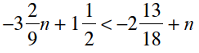 -3 2/9 n + 1 1/2 < -2 13/18 + n